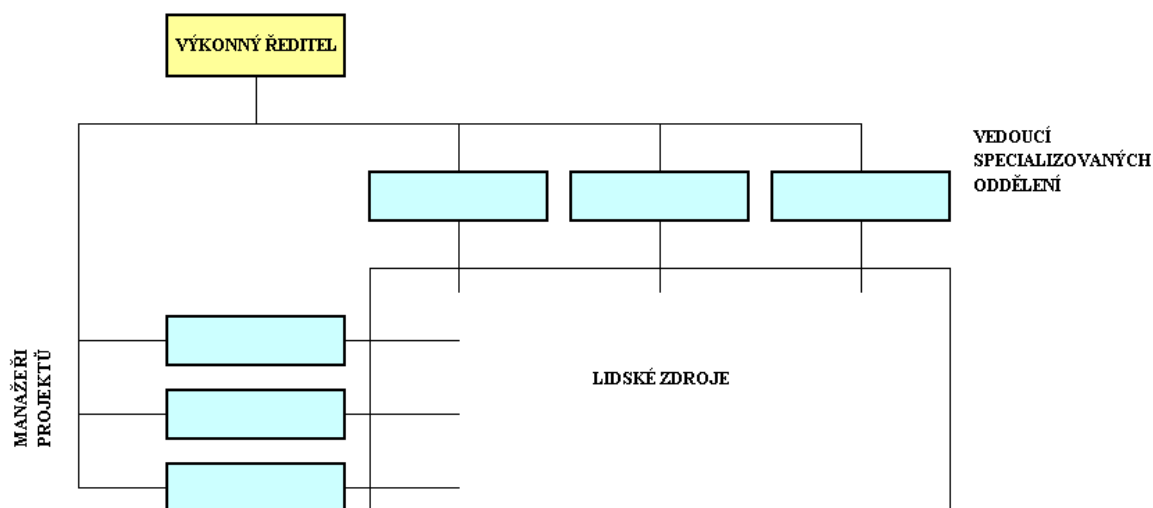 VÝKONNÝ ŘEDITEL
VEDOUCÍ
SPECIALIZOVANÝCH
ODDĚLENÍ
MANAŽEŘI
PROJEKTŮ
LIDSKÉ ZDROJE